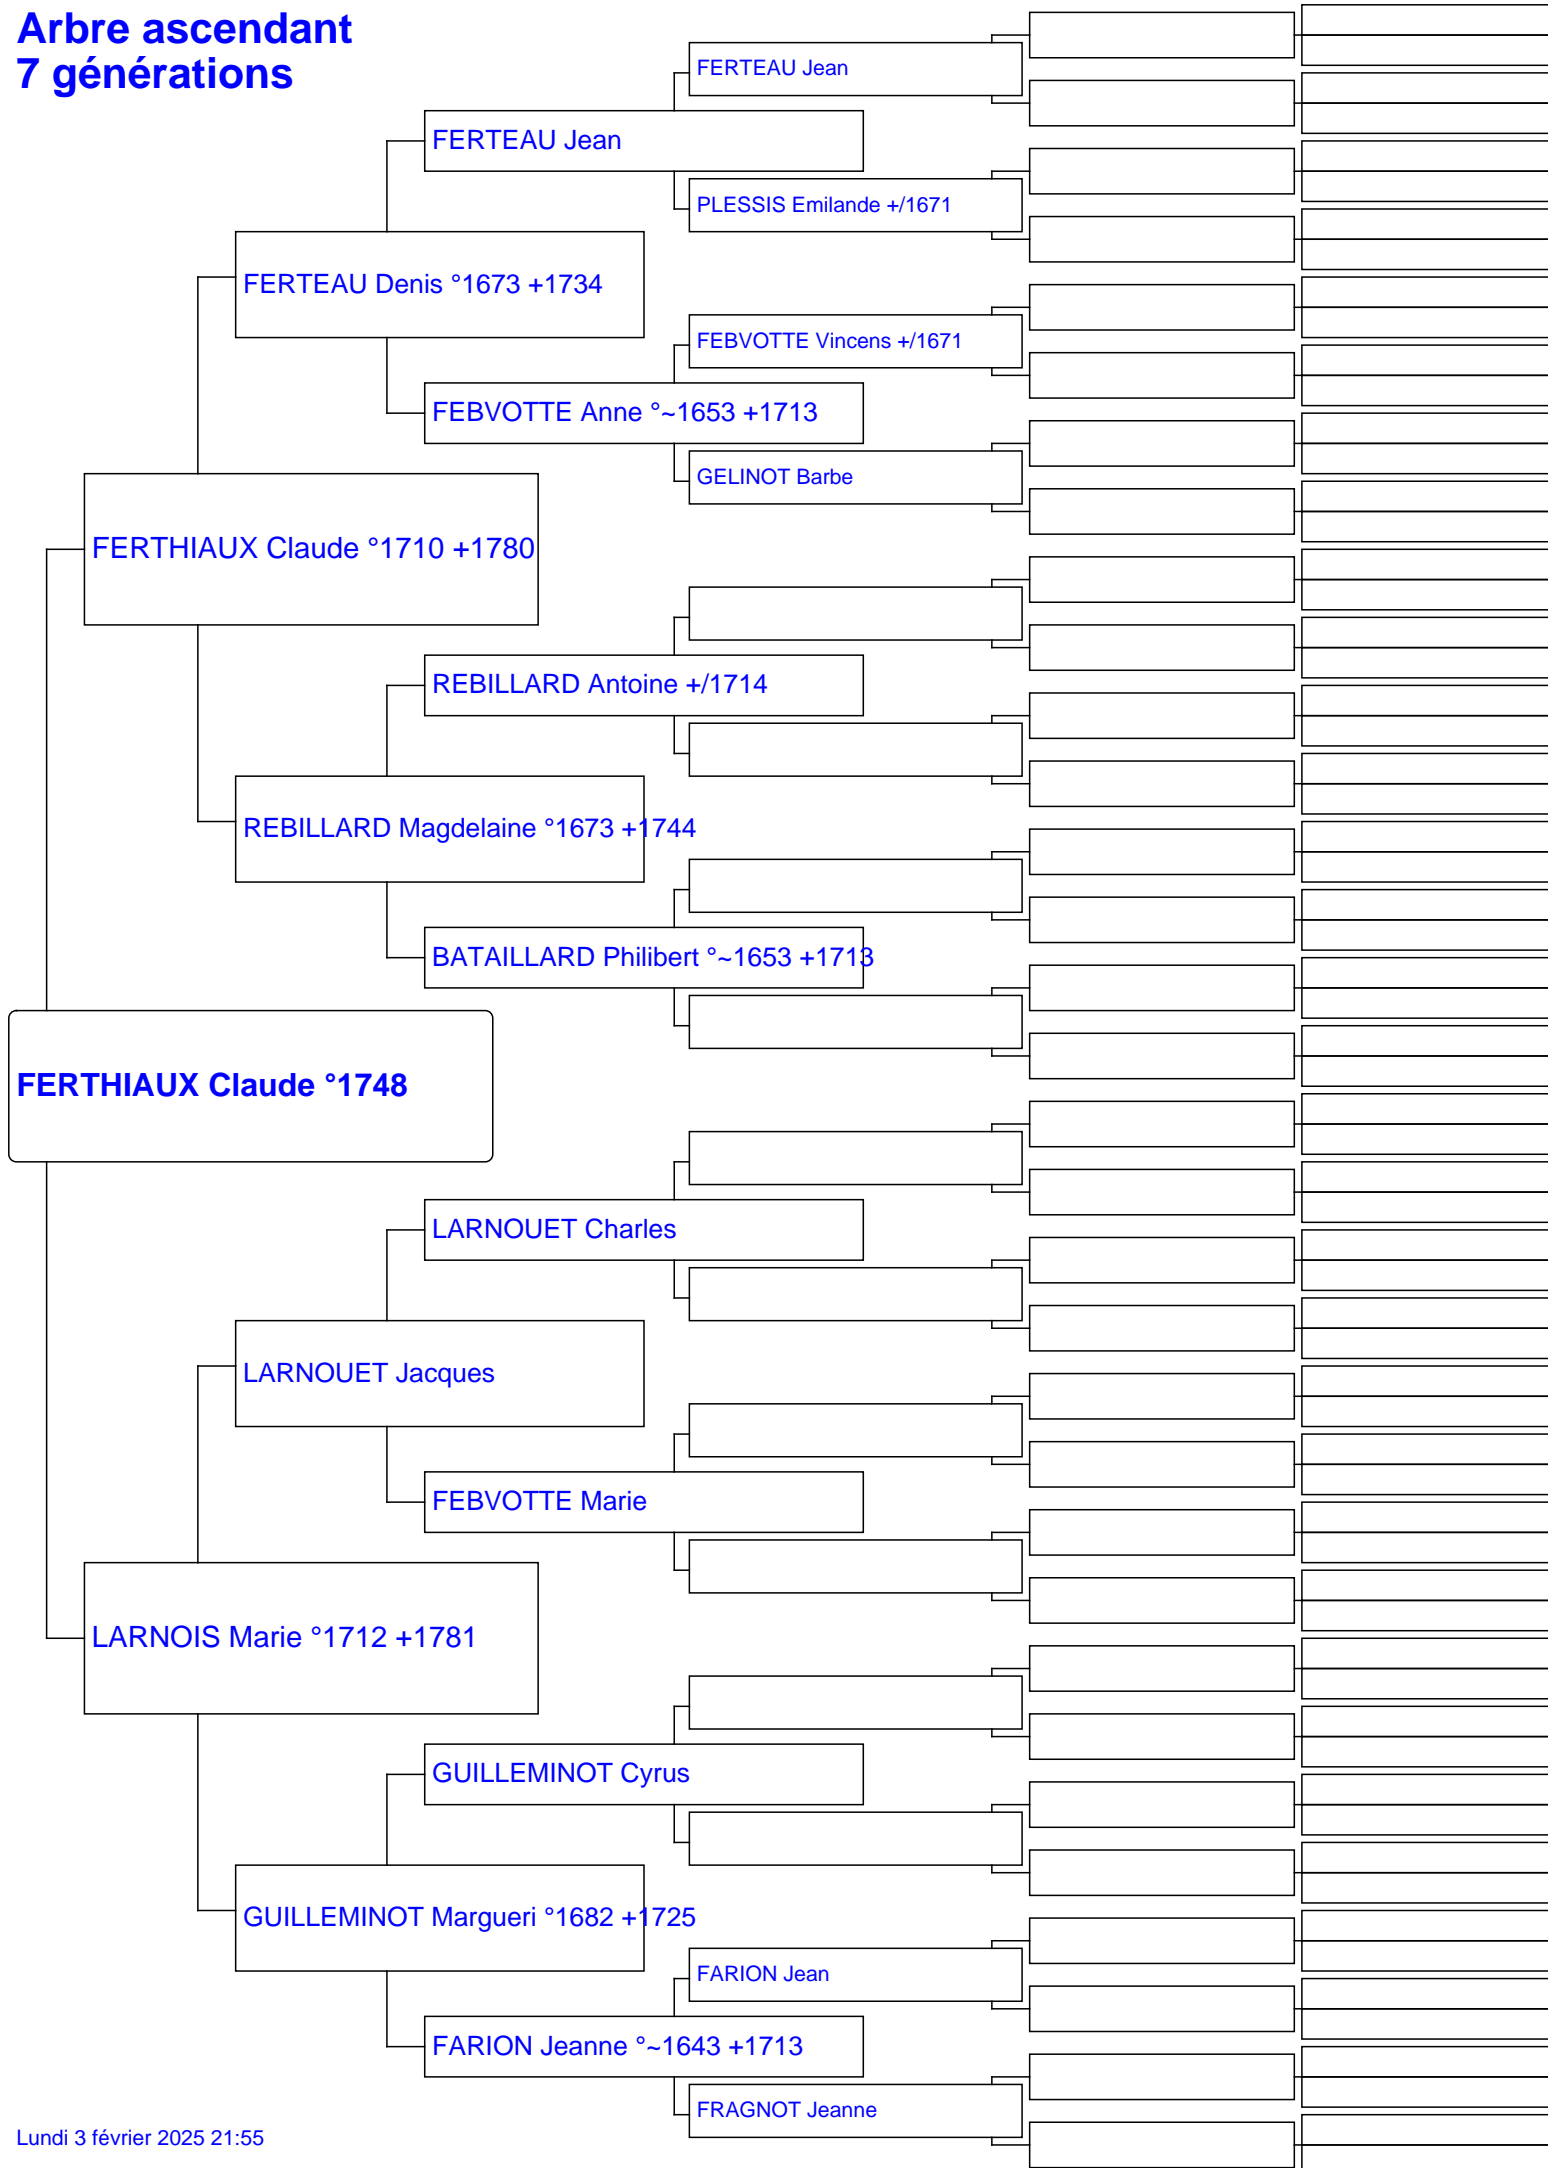 Arbre ascendant
7 générations
FERTEAU Jean
FERTEAU Jean
PLESSIS Emilande +/1671
FERTEAU Denis °1673 +1734
FEBVOTTE Vincens +/1671
FEBVOTTE Anne °~1653 +1713
GELINOT Barbe
FERTHIAUX Claude °1710 +1780
REBILLARD Antoine +/1714
REBILLARD Magdelaine °1673 +1744
BATAILLARD Philibert °~1653 +1713
FERTHIAUX Claude °1748
LARNOUET Charles
LARNOUET Jacques
FEBVOTTE Marie
LARNOIS Marie °1712 +1781
GUILLEMINOT Cyrus
GUILLEMINOT Margueri °1682 +1725
FARION Jean
FARION Jeanne °~1643 +1713
FRAGNOT Jeanne
Lundi 3 février 2025 21:55